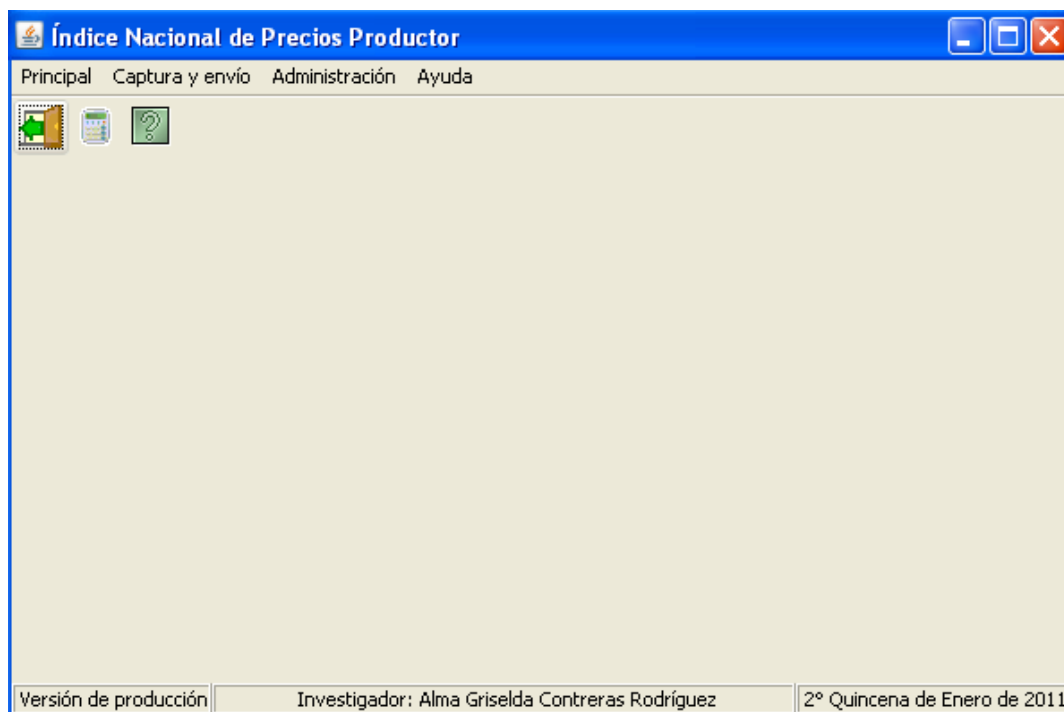 Índice Nacional de Precios Productor
Principal Captura y envío Administración Ayuda
Versión de producción Investigador: Alma Griselda Contreras Rodríguez 2º Quincena de Enero de 2011